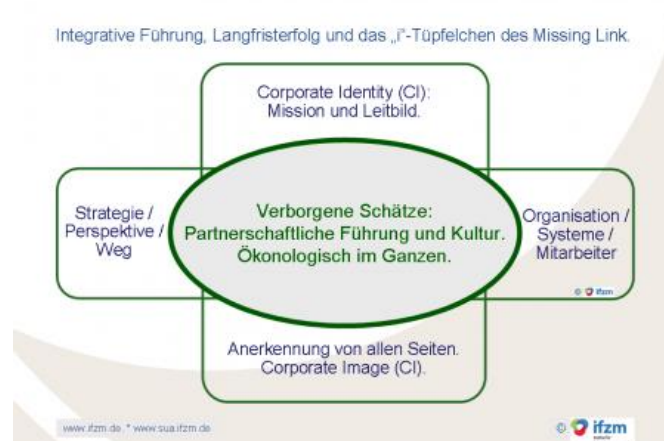 Integrative Führung, Langfristerfolg und das „i"-Tüpfelchen des Missing Link.
Corporate Identity (CI):
Mission und Leitbild.
Strategie /
Perspektive /
Weg
Verborgene Schätze:
Partnerschaftliche Führung und Kultur.
Ökonologisch im Ganzen.
Organisation /
Systeme /
Mitarbeiter
© ifzm
Anerkennung von allen Seiten.
Corporate Image (CI).
www.ifzm.de * www.sua.ifzm.de
© ifzm